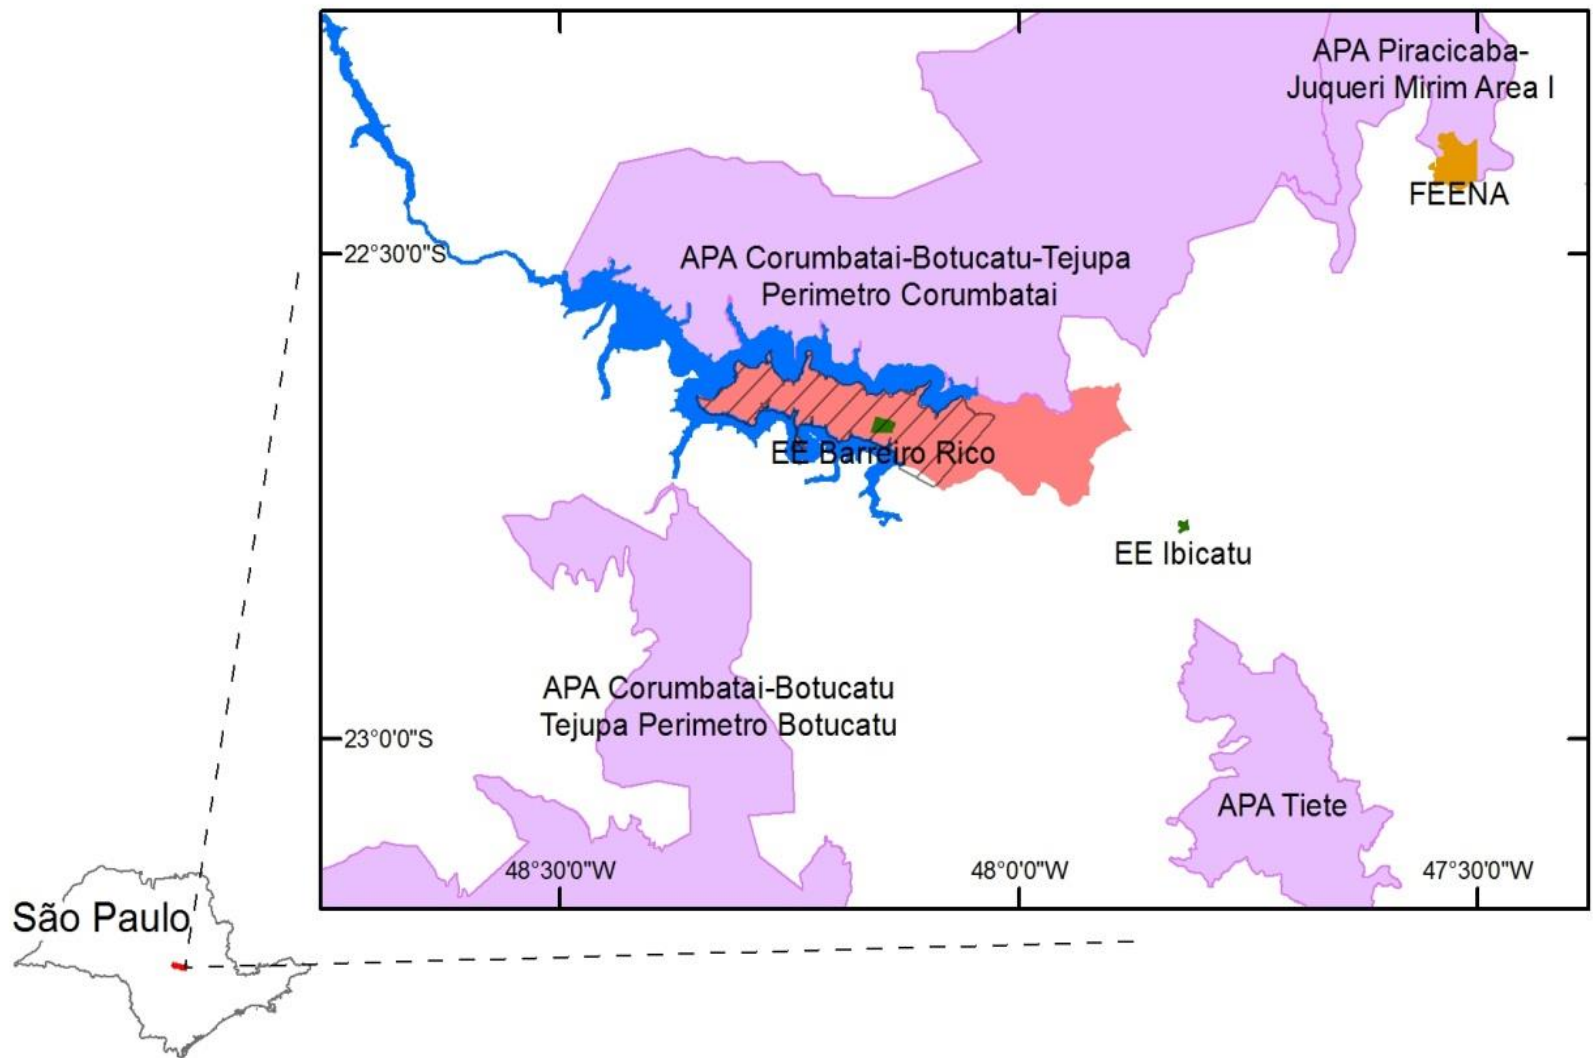 APA Piracicaba-
Juqueri Mirim Area I
FEENA
22°30'0"S
APA Corumbatai-Botucatu-Tejupa
Perimetro Corumbatai
EE Barreiro Rico
EE Ibicatu
APA Corumbatai-Botucatu
Tejupa Perimetro Botucatu
23°0'0"S
APA Tiete
48°30'0"W
48°0'0"W
47°30'0"W
São Paulo